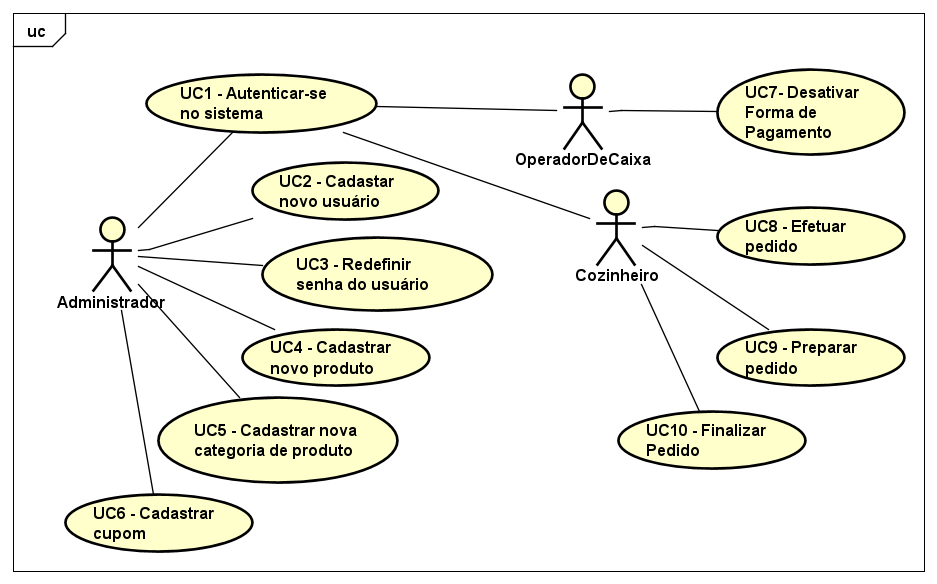 uc
UC1 - Autenticar-se
no sistema
UC7- Desativar
Forma de
Pagamento
OperadorDeCaixa
UC2 - Cadastar
novo usuário
UC8 - Efetuar
pedido
UC3 - Redefinir
senha do usuário
Cozinheiro
Administrador
UC4 - Cadastrar
novo produto
UC9 - Preparar
pedido
UC5 - Cadastrar nova
categoria de produto
UC10 - Finalizar
Pedido
UC6 - Cadastrar
cupom